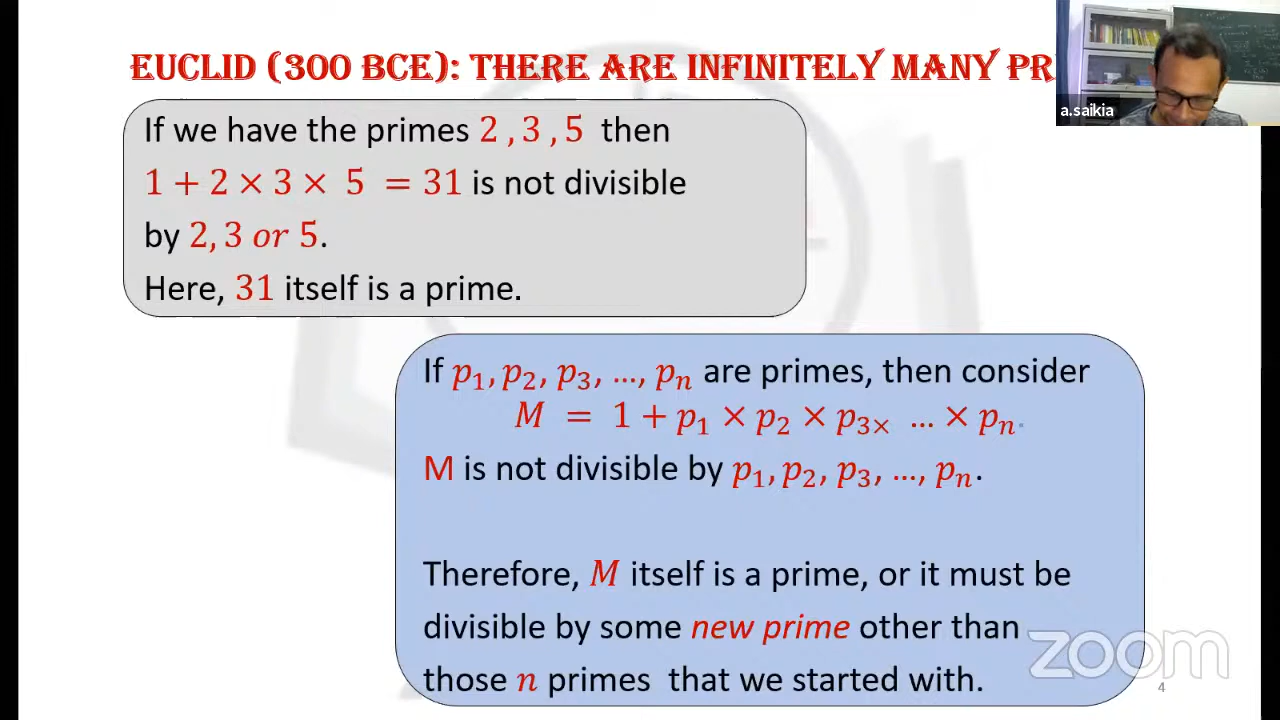 EUCLID (300 BCE): THERE ARE INFINITELY MANY PR
a.saikia
If we have the primes 2 , 3 , 5 then
1 + 2 × 3 × 5 = 31 is not divisible
by 2, 3 or 5.
Here, 31 itself is a prime.
If p₁, p₂, p₃, …, pₙ are primes, then consider
M = 1 + p₁ × p₂ × p₃ₓ … × pₙ.
M is not divisible by p₁, p₂, p₃, …, pₙ.
Therefore, M itself is a prime, or it must be
divisible by some new prime other than
those n primes that we started with.
zoom
4